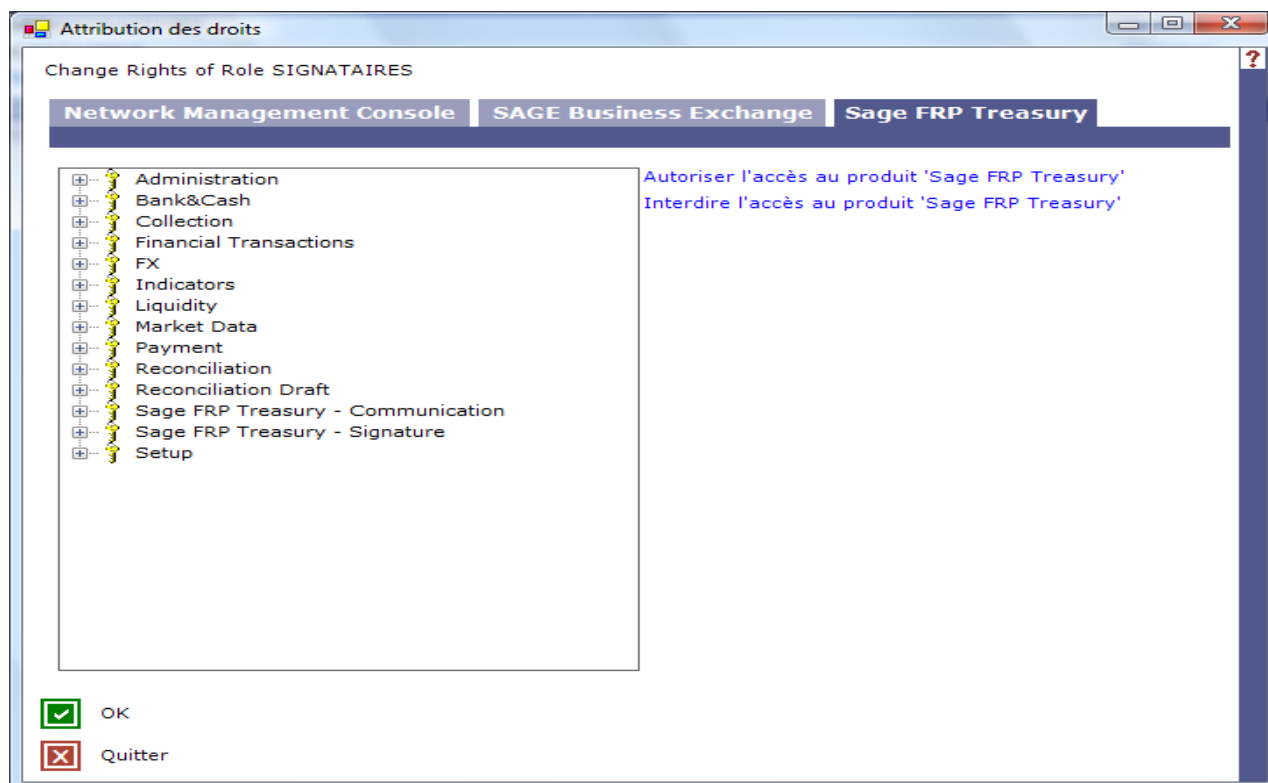 Attribution des droits
Change Rights of Role SIGNATAIRES
?
Network Management Console SAGE Business Exchange Sage FRP Treasury
Administration
Bank&Cash
Collection
Financial Transactions
FX
Indicators
Liquidity
Market Data
Payment
Reconciliation
Reconciliation Draft
Sage FRP Treasury - Communication
Sage FRP Treasury - Signature
Setup
Autoriser l'accès au produit 'Sage FRP Treasury'
Interdire l'accès au produit 'Sage FRP Treasury'
OK
Quitter